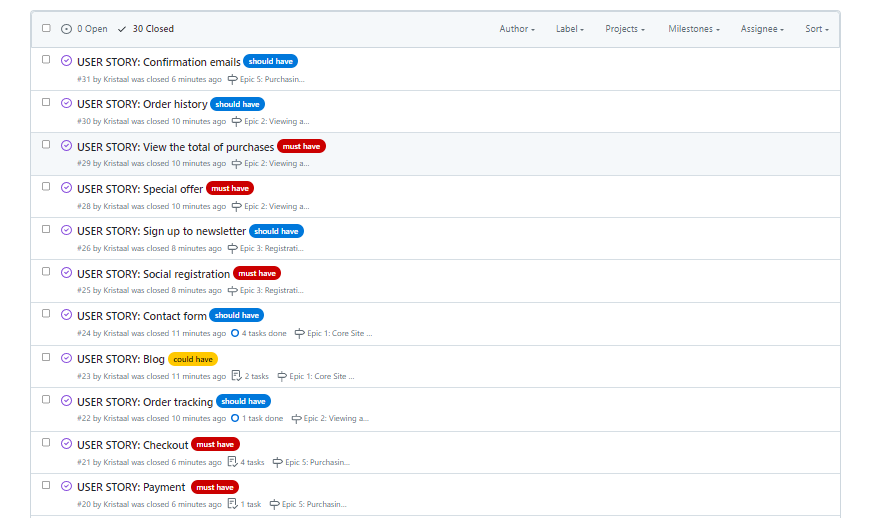 0 Open 30 Closed Author Label Projects Milestones Assignee Sort
USER STORY: Confirmation emails should have
#31 by Kristaal was closed 6 minutes ago Epic 5: Purchasin...
USER STORY: Order history should have
#30 by Kristaal was closed 10 minutes ago Epic 2: Viewing a...
USER STORY: View the total of purchases must have
#29 by Kristaal was closed 10 minutes ago Epic 2: Viewing a...
USER STORY: Special offer must have
#28 by Kristaal was closed 10 minutes ago Epic 2: Viewing a...
USER STORY: Sign up to newsletter should have
#26 by Kristaal was closed 8 minutes ago Epic 3: Registrati...
USER STORY: Social registration must have
#25 by Kristaal was closed 8 minutes ago Epic 3: Registrati...
USER STORY: Contact form should have
#24 by Kristaal was closed 11 minutes ago 4 tasks done Epic 1: Core Site ...
USER STORY: Blog could have
#23 by Kristaal was closed 11 minutes ago 2 tasks Epic 1: Core Site ...
USER STORY: Order tracking should have
#22 by Kristaal was closed 10 minutes ago 1 task done Epic 2: Viewing a...
USER STORY: Checkout must have
#21 by Kristaal was closed 6 minutes ago 4 tasks Epic 5: Purchasin...
USER STORY: Payment must have
#20 by Kristaal was closed 6 minutes ago 1 task Epic 5: Purchasin...